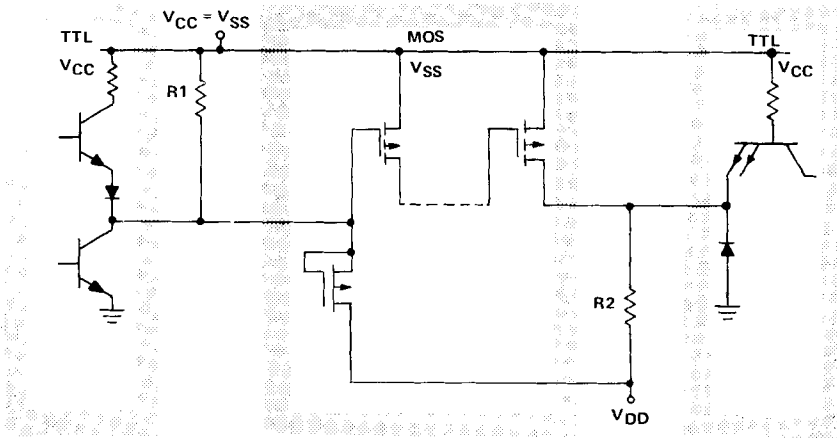 VCC = VSS
TTL
MOS
TTL
VCC
VSS
VCC
R1
R2
VDD